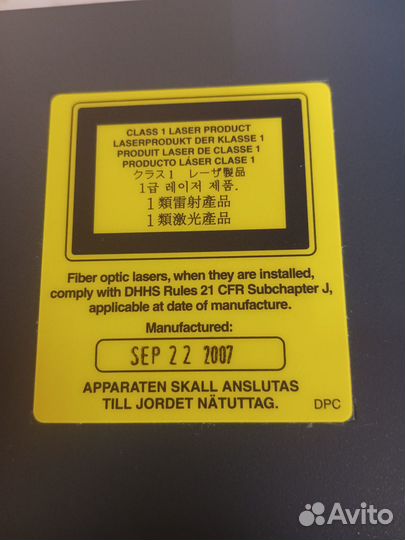 CLASS 1 LASER PRODUCT
LASERPRODUKT DER KLASSE 1
PRODUIT LASER DE CLASSE 1
PRODUCTO LÁSER CLASE 1
クラス1 レーザ製品
1급 레이저 제품.
1類雷射產品
1類激光產品
Fiber optic lasers, when they are installed,
comply with DHHS Rules 21 CFR Subchapter J,
applicable at date of manufacture.
Manufactured:
SEP 22 2007
APPARATEN SKALL ANSLUTAS
TILL JORDET NÄTUTTAG.
DPC
Avito